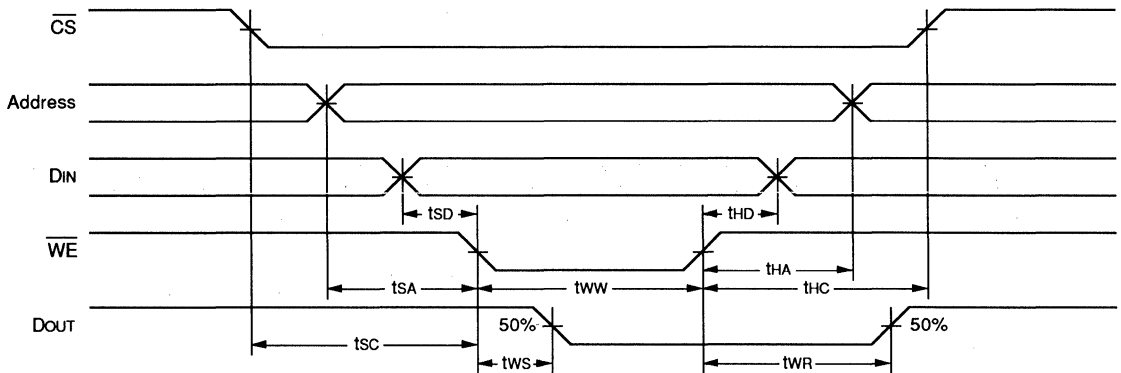 CS
Address
DIN
tSD
tHD
WE
tHA
tSA
tWW
tHC
DOUT
50%
50%
tSC
tWS
tWR